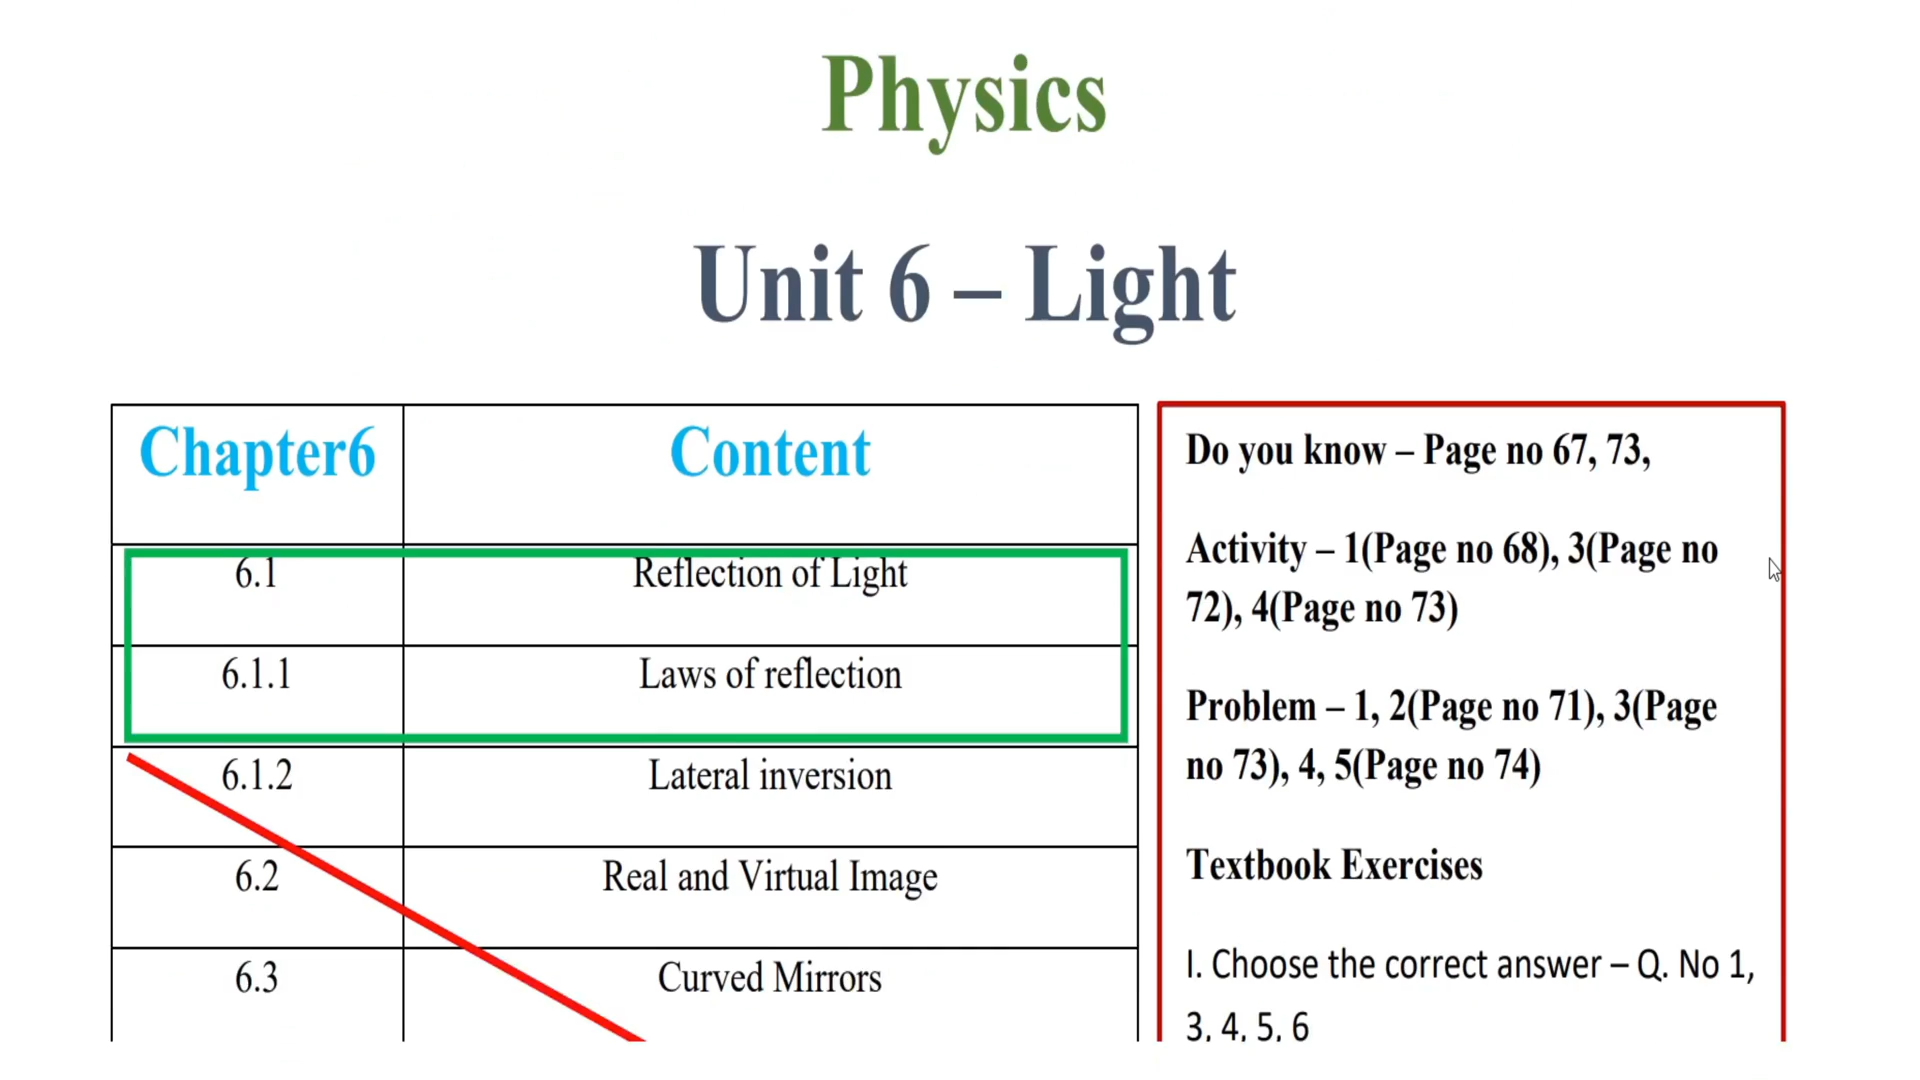 Physics
Unit 6 – Light
Chapter6 Content
6.1 Reflection of Light
6.1.1 Laws of reflection
6.1.2 Lateral inversion
6.2 Real and Virtual Image
6.3 Curved Mirrors
Do you know – Page no 67, 73,
Activity – 1(Page no 68), 3(Page no
72), 4(Page no 73)
Problem – 1, 2(Page no 71), 3(Page
no 73), 4, 5(Page no 74)
Textbook Exercises
I. Choose the correct answer – Q. No 1,
3, 4, 5, 6